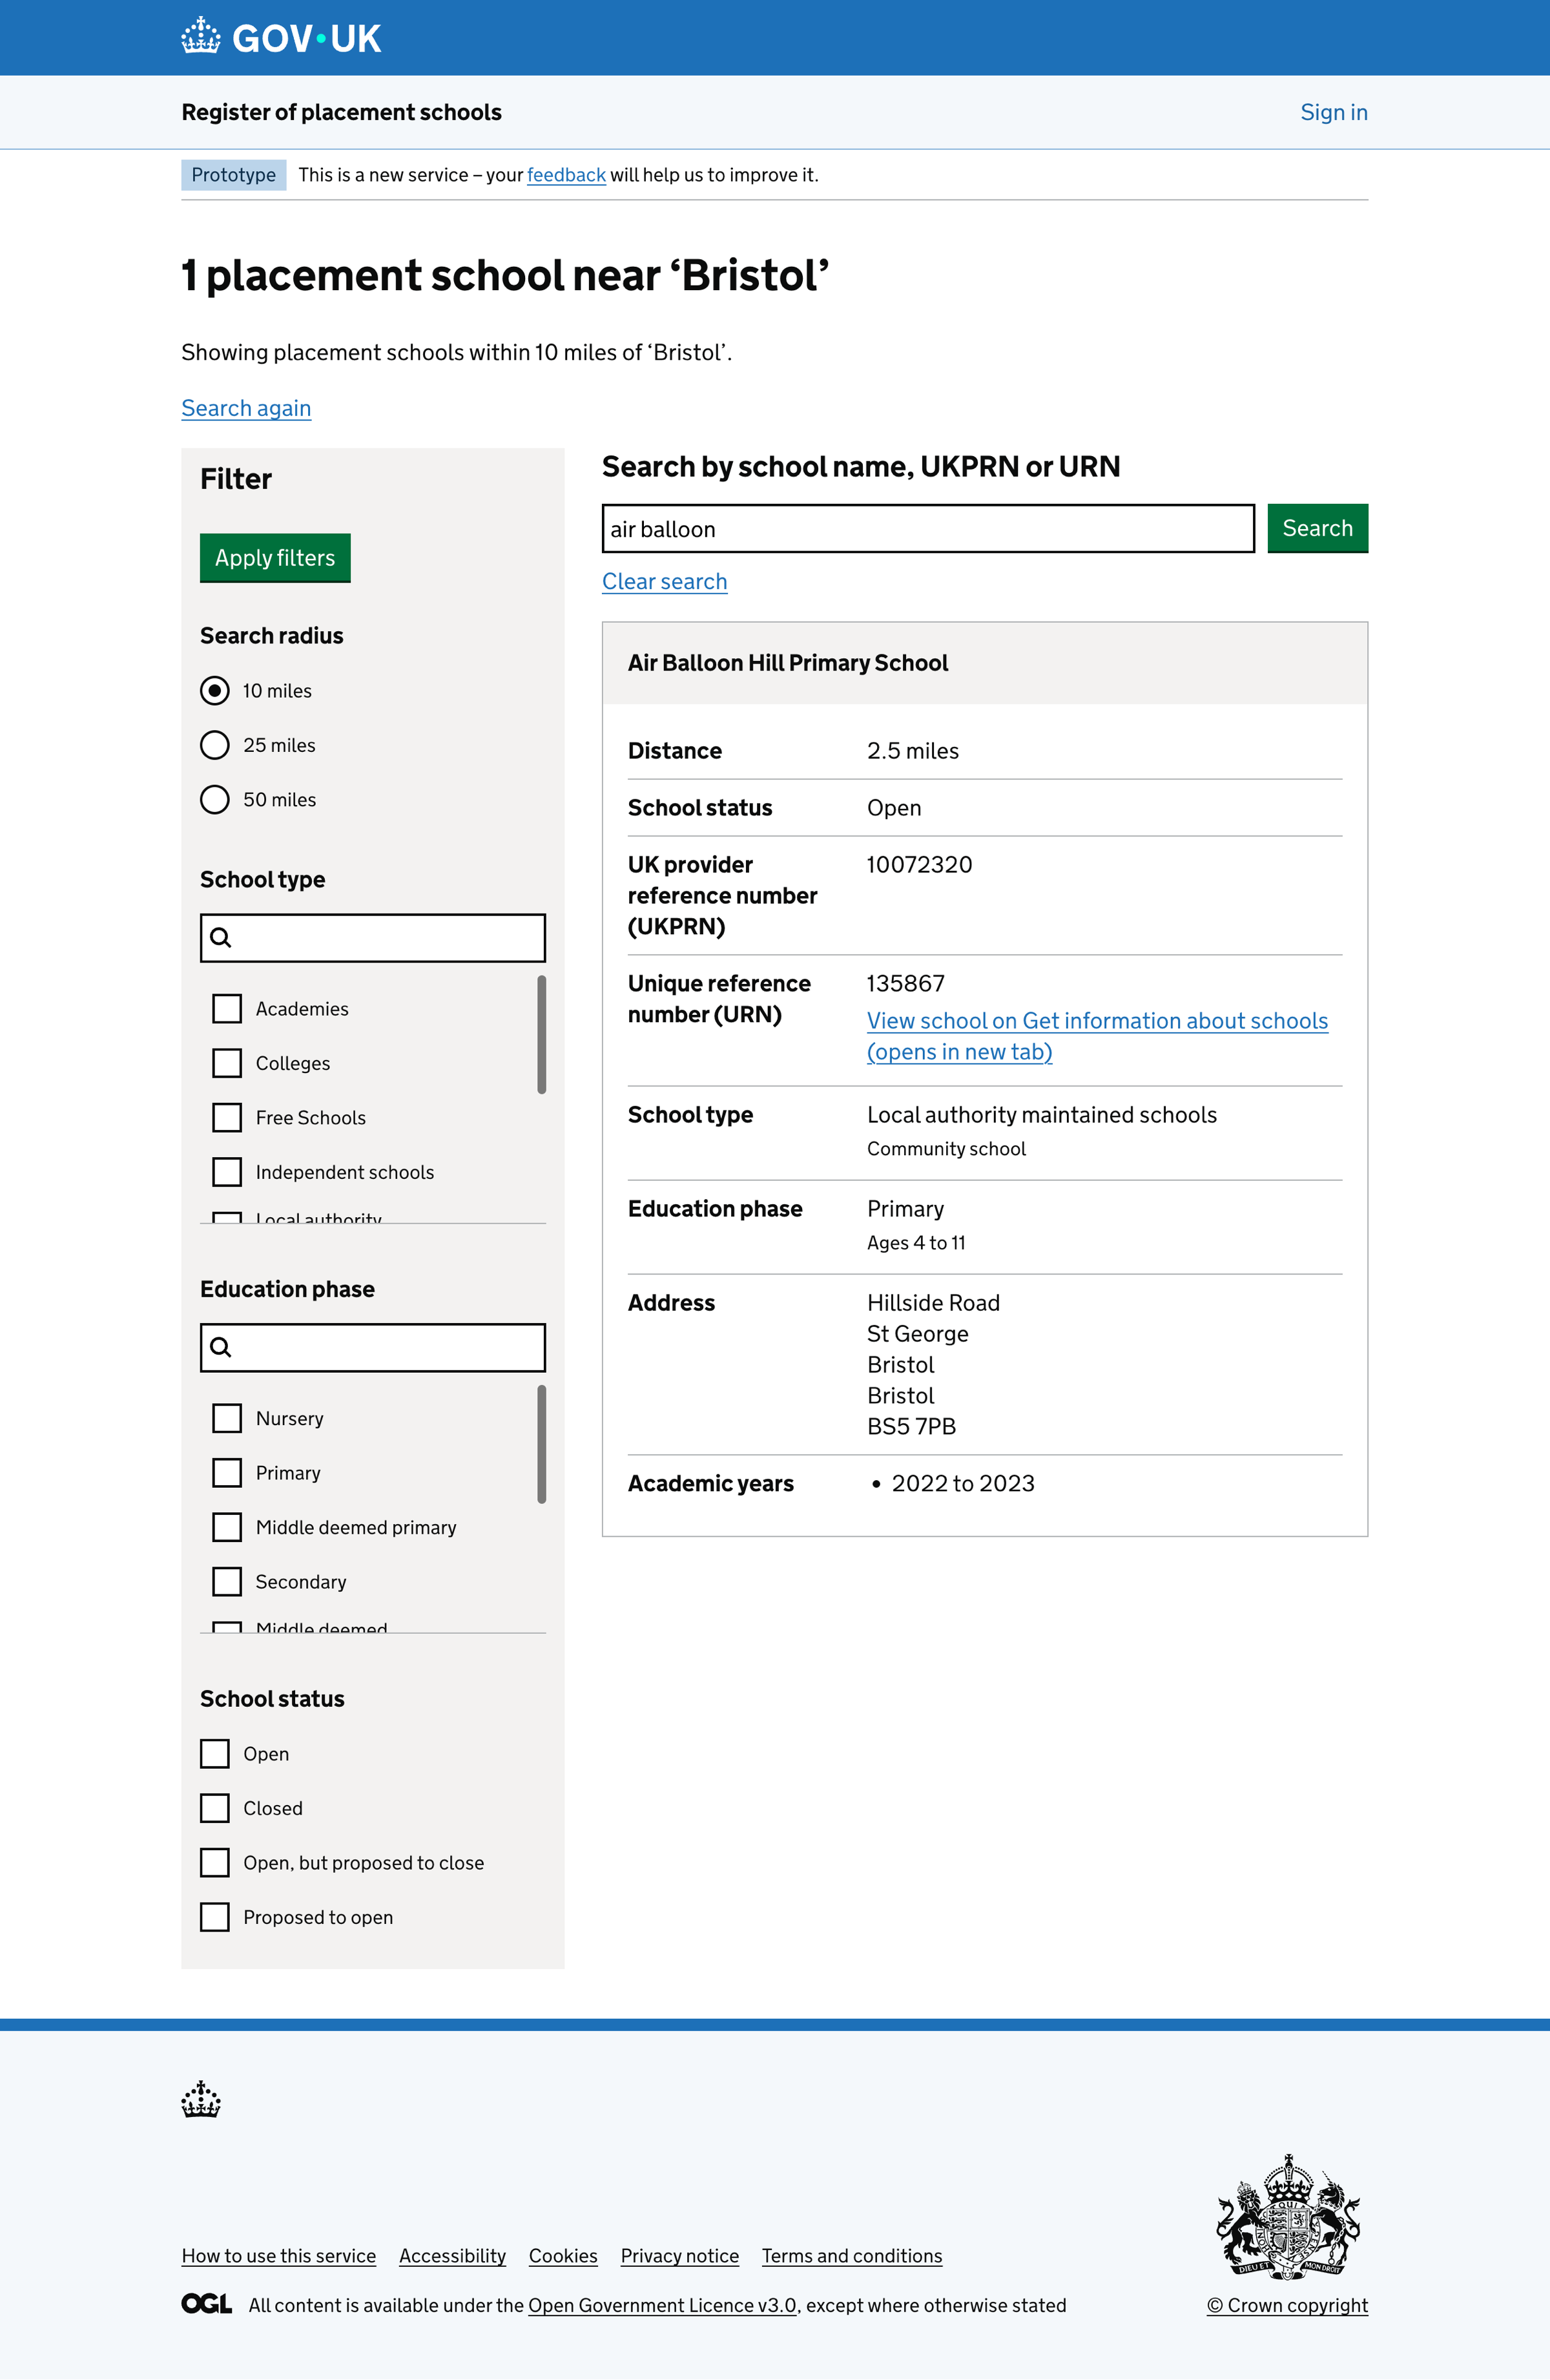 GOV·UK
Register of placement schools
Sign in
Prototype
This is a new service – your feedback will help us to improve it.
1 placement school near ‘Bristol’
Showing placement schools within 10 miles of ‘Bristol’.
Search again
Filter
Apply filters
Search radius
10 miles
25 miles
50 miles
School type
Academies
Colleges
Free Schools
Independent schools
Local authority
Education phase
Nursery
Primary
Middle deemed primary
Secondary
Middle deemed
School status
Open
Closed
Open, but proposed to close
Proposed to open
Search by school name, UKPRN or URN
air balloon
Search
Clear search
Air Balloon Hill Primary School
Distance
2.5 miles
School status
Open
UK provider
reference number
(UKPRN)
10072320
Unique reference
number (URN)
135867
View school on Get information about schools
(opens in new tab)
School type
Local authority maintained schools
Community school
Education phase
Primary
Ages 4 to 11
Address
Hillside Road
St George
Bristol
Bristol
BS5 7PB
Academic years
• 2022 to 2023
How to use this service
Accessibility
Cookies
Privacy notice
Terms and conditions
OGL
All content is available under the Open Government Licence v3.0, except where otherwise stated
DIEU ET MON DROIT
© Crown copyright